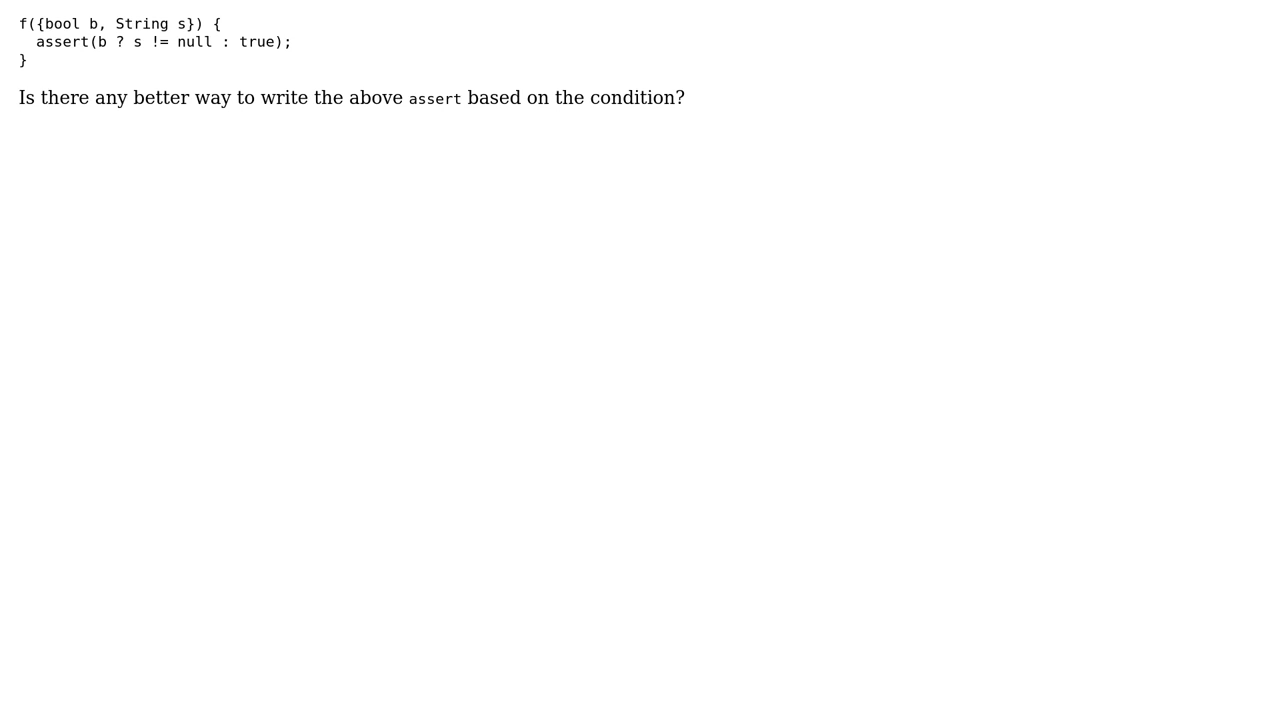 f({bool b, String s}) {
  assert(b ? s != null : true);
}
Is there any better way to write the above assert based on the condition?